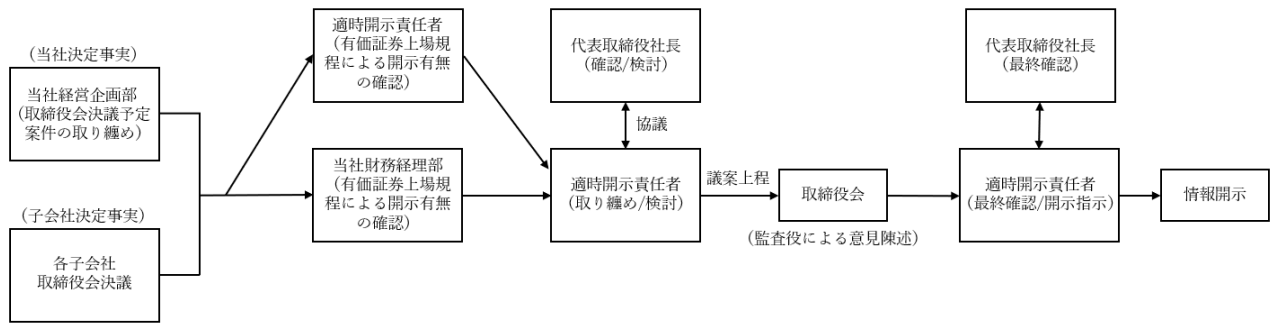 （当社決定事実）
当社経営企画部
（取締役会決議予定
案件の取り纏め）
（子会社決定事実）
各子会社
取締役会決議
適時開示責任者
（有価証券上場規
程による開示有無
の確認）
当社財務経理部
（有価証券上場規
程による開示有無
の確認）
代表取締役社長
（確認/検討）
協議
適時開示責任者
（取り纏め/検討）
議案上程
取締役会
（監査役による意見陳述）
代表取締役社長
（最終確認）
適時開示責任者
（最終確認/開示指示）
情報開示